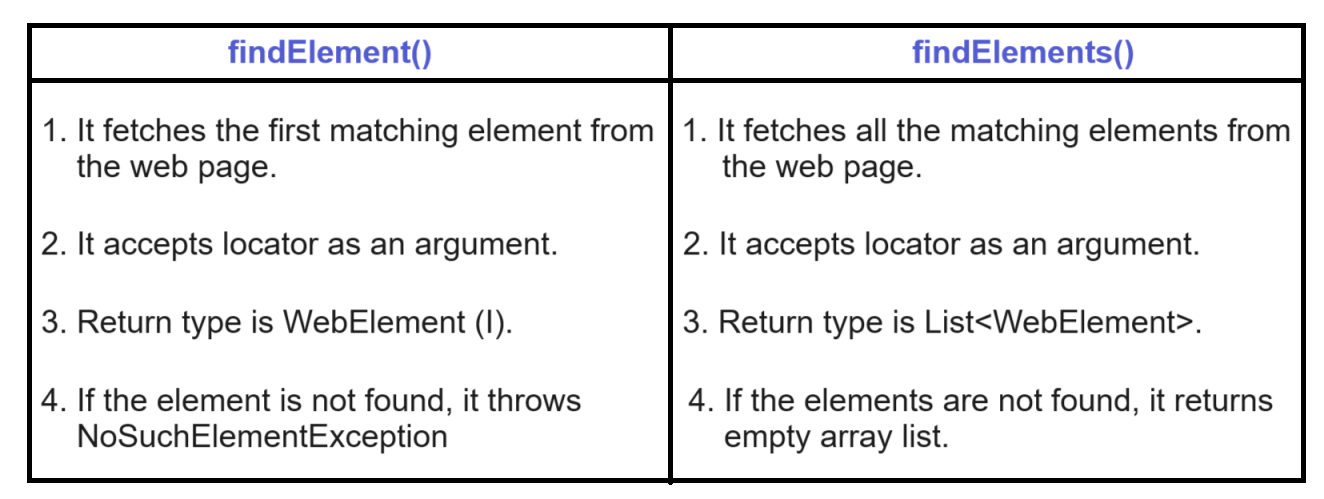 findElement()
findElements()
1. It fetches the first matching element from
the web page.
2. It accepts locator as an argument.
3. Return type is WebElement (I).
4. If the element is not found, it throws
NoSuchElementException
1. It fetches all the matching elements from
the web page.
2. It accepts locator as an argument.
3. Return type is List<WebElement>.
4. If the elements are not found, it returns
empty array list.